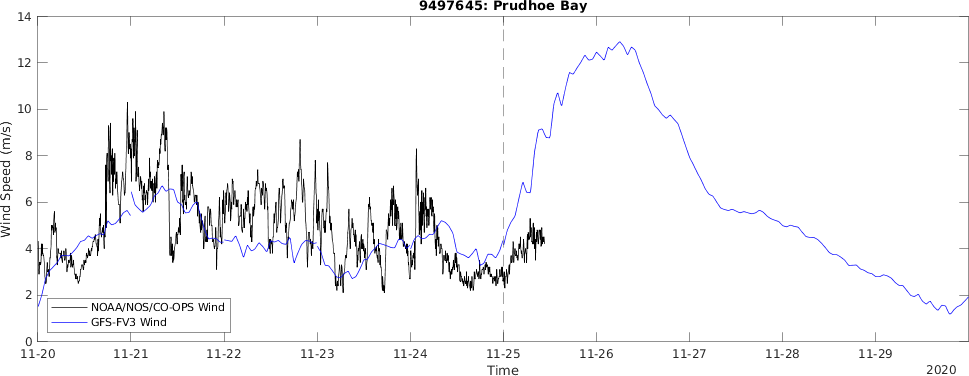 9497645: Prudhoe Bay
14
12
10
8
6
4
2
0
Wind Speed (m/s)
NOAA/NOS/CO-OPS Wind
GFS-FV3 Wind
11-20 11-21 11-22 11-23 11-24 11-25 11-26 11-27 11-28 11-29
Time
2020